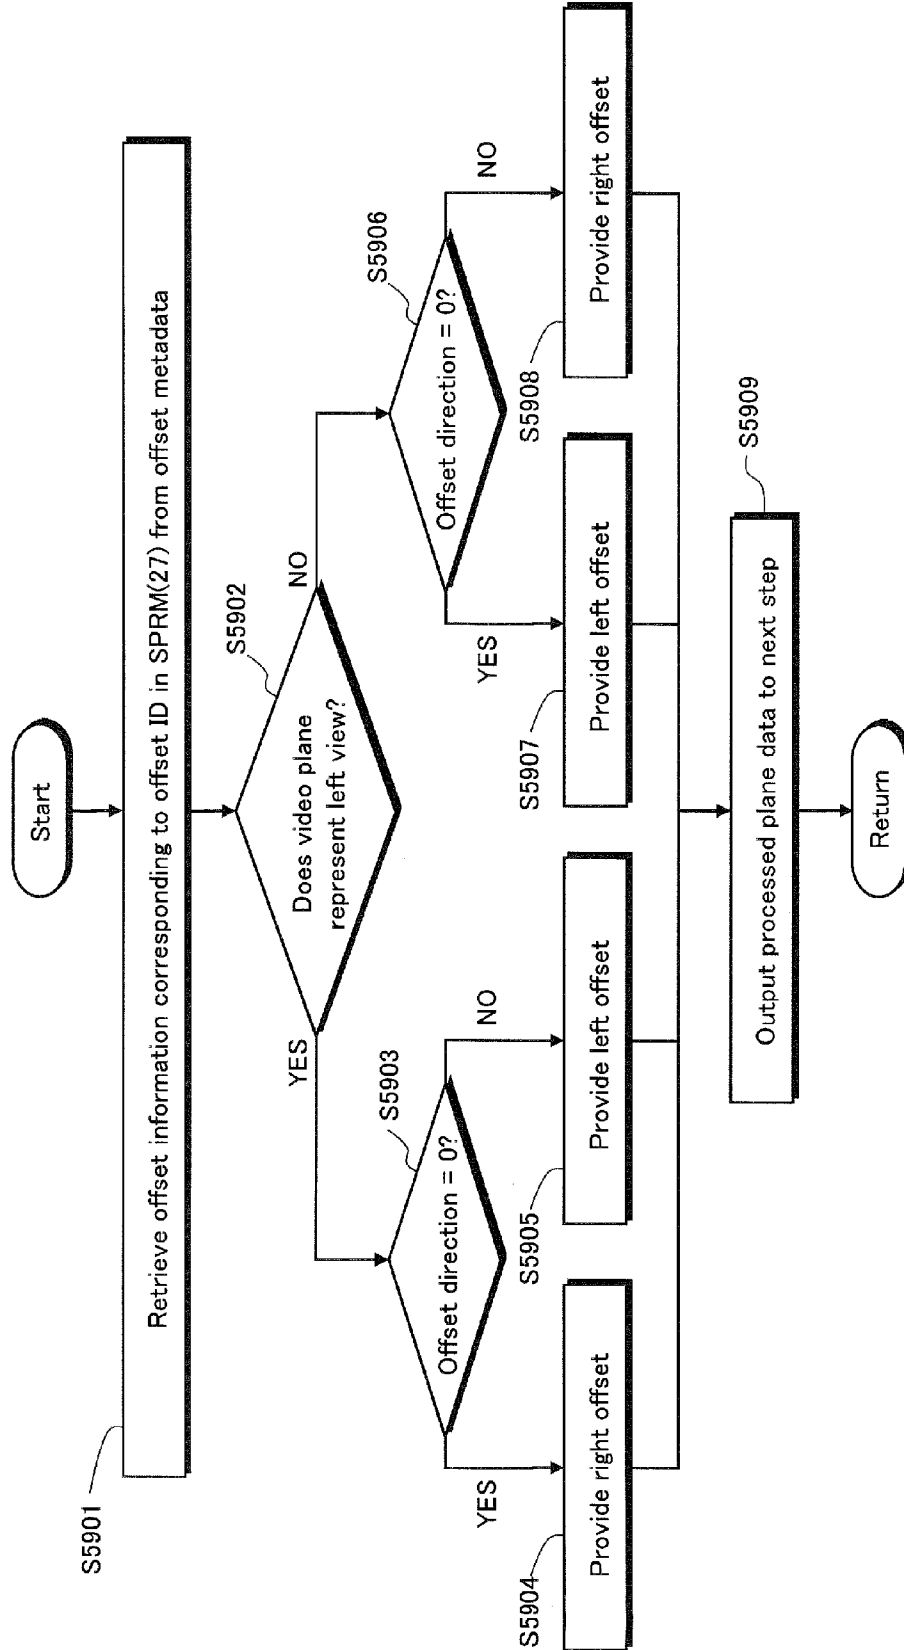 Start
S5901
Retrieve offset information corresponding to offset ID in SPRM(27) from offset metadata
S5902
Does video plane
represent left view?
YES
NO
S5903
Offset direction = 0?
S5906
Offset direction = 0?
YES
NO
YES
NO
S5904
Provide right offset
S5905
Provide left offset
S5907
Provide left offset
S5908
Provide right offset
S5909
Output processed plane data to next step
Return